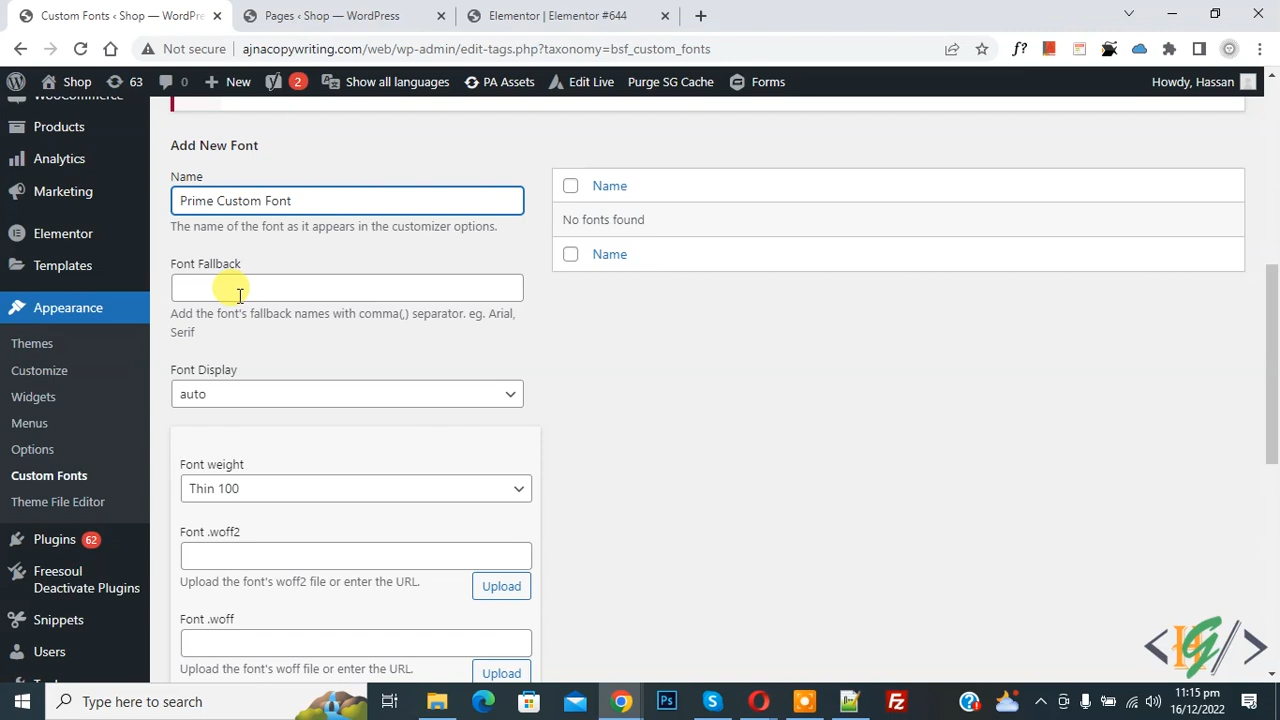 Custom Fonts ‹ Shop — WordPre
Pages ‹ Shop — WordPress
Elementor | Elementor #644
Not secure
ajnacopywriting.com/web/wp-admin/edit-tags.php?taxonomy=bsf_custom_fonts
Shop
63
0
New
2
Show all languages
PA Assets
Edit Live
Purge SG Cache
Forms
Howdy, Hassan
WooCommerce
Products
Analytics
Marketing
Elementor
Templates
Appearance
Themes
Customize
Widgets
Menus
Options
Custom Fonts
Theme File Editor
Plugins 62
Freesoul
Deactivate Plugins
Snippets
Users
Add New Font
Name
Prime Custom Font
The name of the font as it appears in the customizer options.
Font Fallback
Add the font's fallback names with comma(,) separator. eg. Arial,
Serif
Font Display
auto
Font weight
Thin 100
Font .woff2
Upload the font's woff2 file or enter the URL.
Upload
Font .woff
Upload the font's woff file or enter the URL.
Upload
Name
No fonts found
Name
Type here to search
11:15 pm
16/12/2022